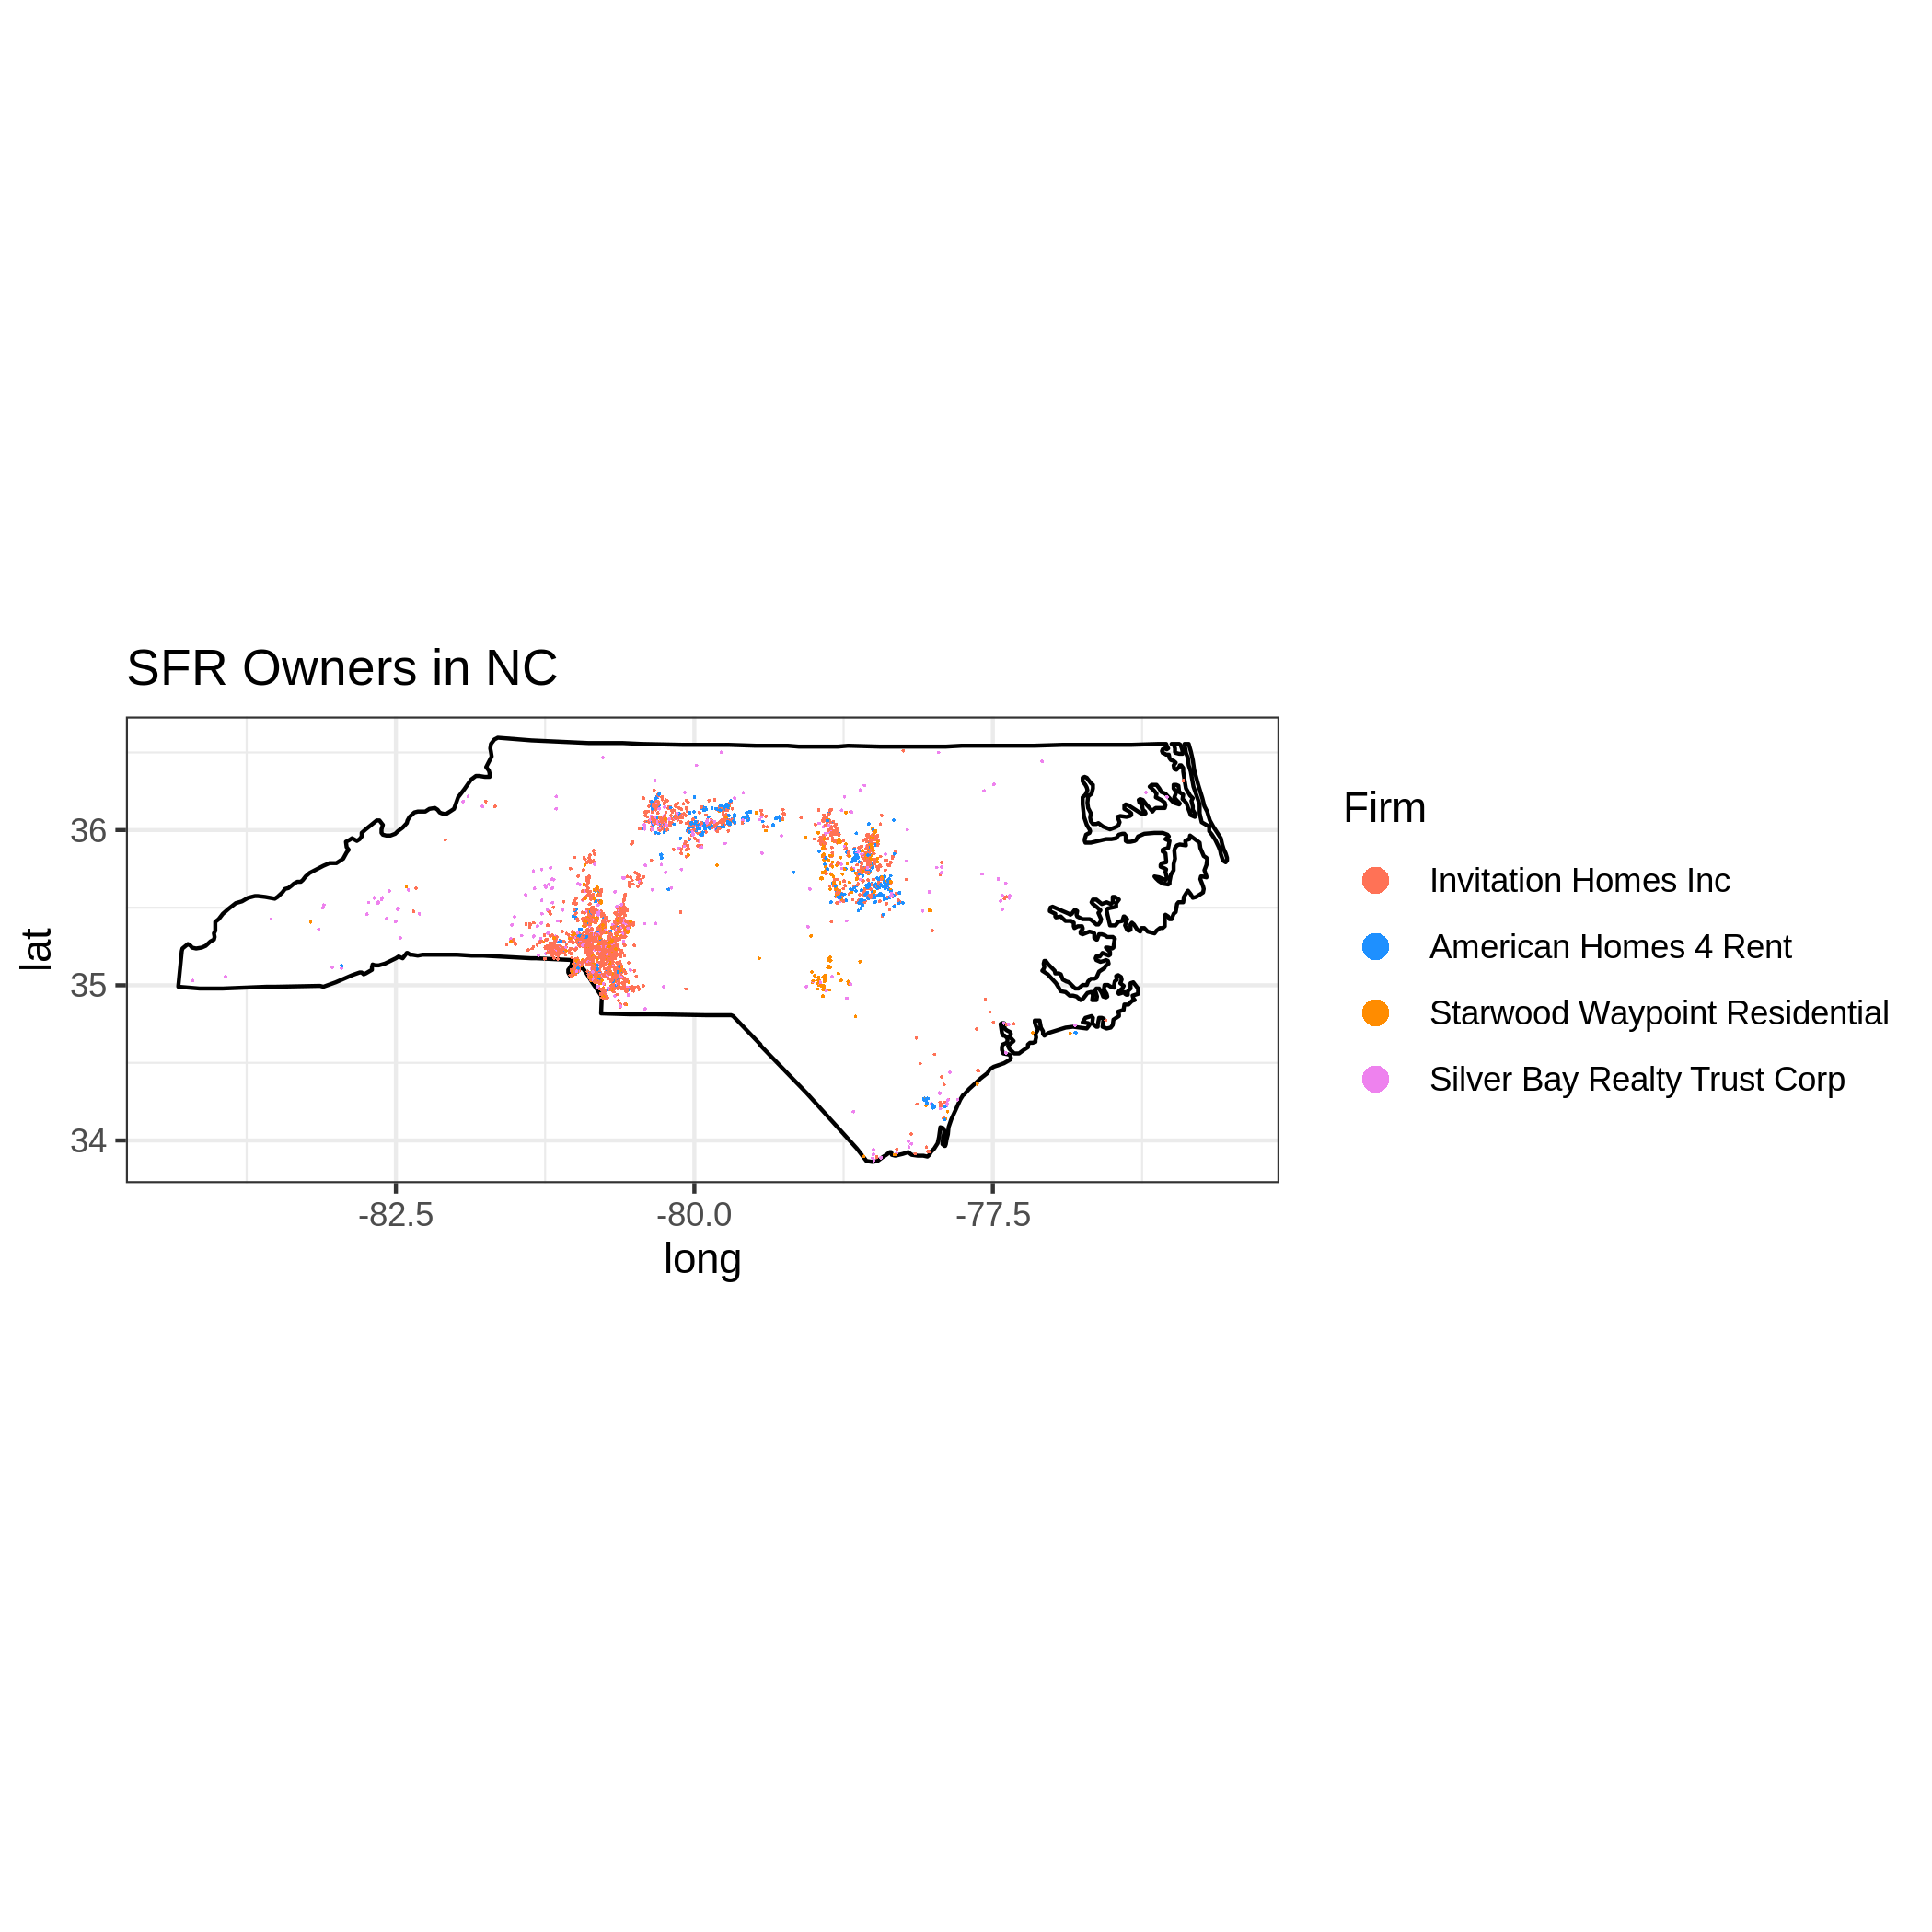 SFR Owners in NC
36
35
34
lat
-82.5
-80.0
-77.5
long
Firm
Invitation Homes Inc
American Homes 4 Rent
Starwood Waypoint Residential
Silver Bay Realty Trust Corp